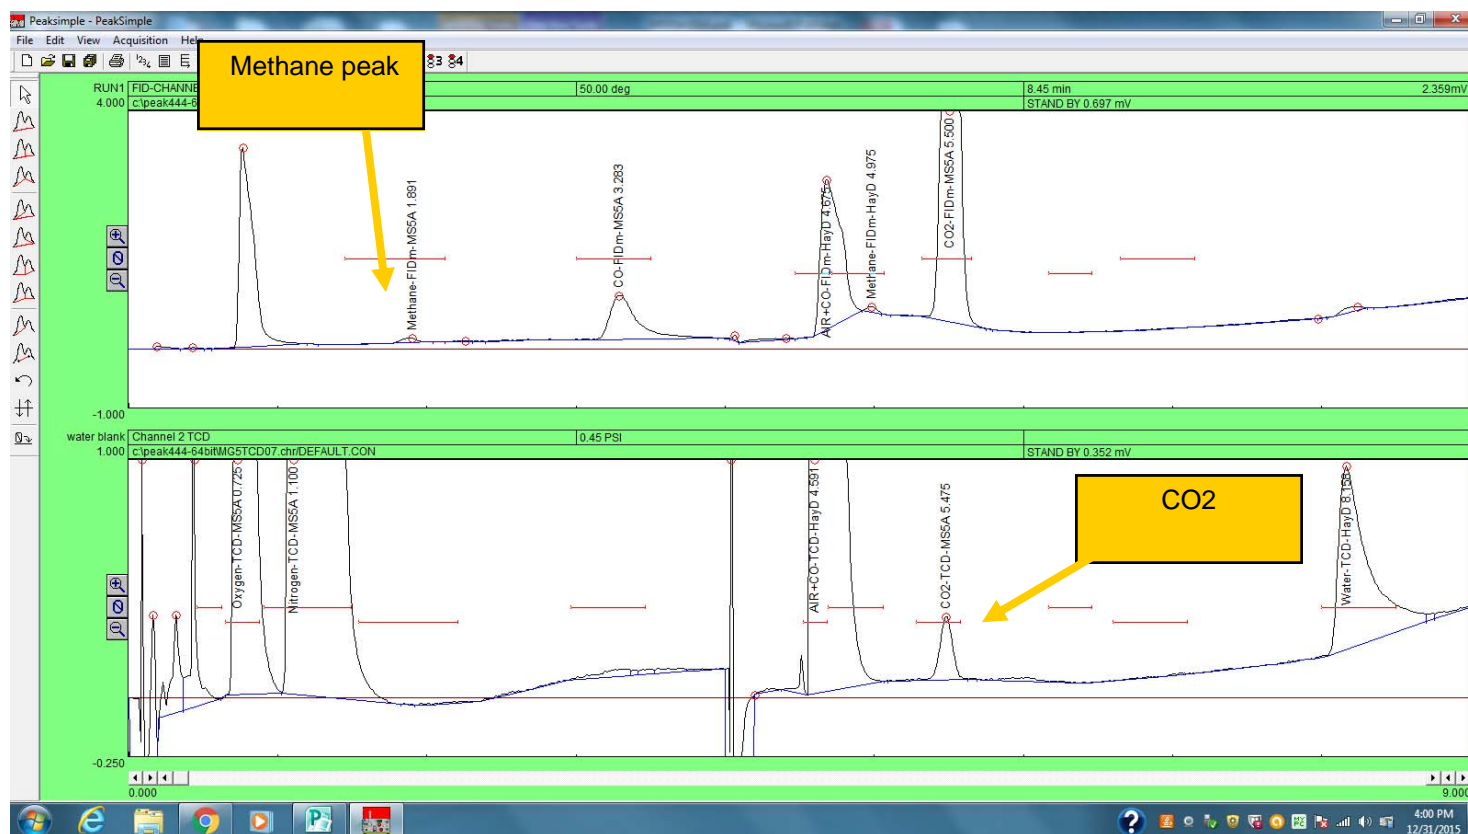 Peaksimple - PeakSimple
File Edit View Acquisition Help
Methane peak
RUN1 FID-CHANNE 50.00 deg 8.45 min 2.359mV
4.000 c:\peak444-6 STAND BY 0.697 mV
Methane-FIDm-MS5A 1.891
CO-FIDm-MS5A 3.283
AIR+CO-FIDm-HayD 4.675
Methane-FIDm-HayD 4.975
CO2-FIDm-MS5A 5.500
-1.000
water blank Channel 2 TCD 0.45 PSI
1.000 c:\peak444-64bit\MG5TCD07.chr/DEFAULT.CON STAND BY 0.352 mV
Oxygen-TCD-MS5A 0.725
Nitrogen-TCD-MS5A 1.100
AIR+CO-TCD-HayD 4.591
CO2-TCD-MS5A 5.475
CO2
Water-TCD-HayD 8.158
-0.250
0.000 9.000
4:00 PM
12/31/2015